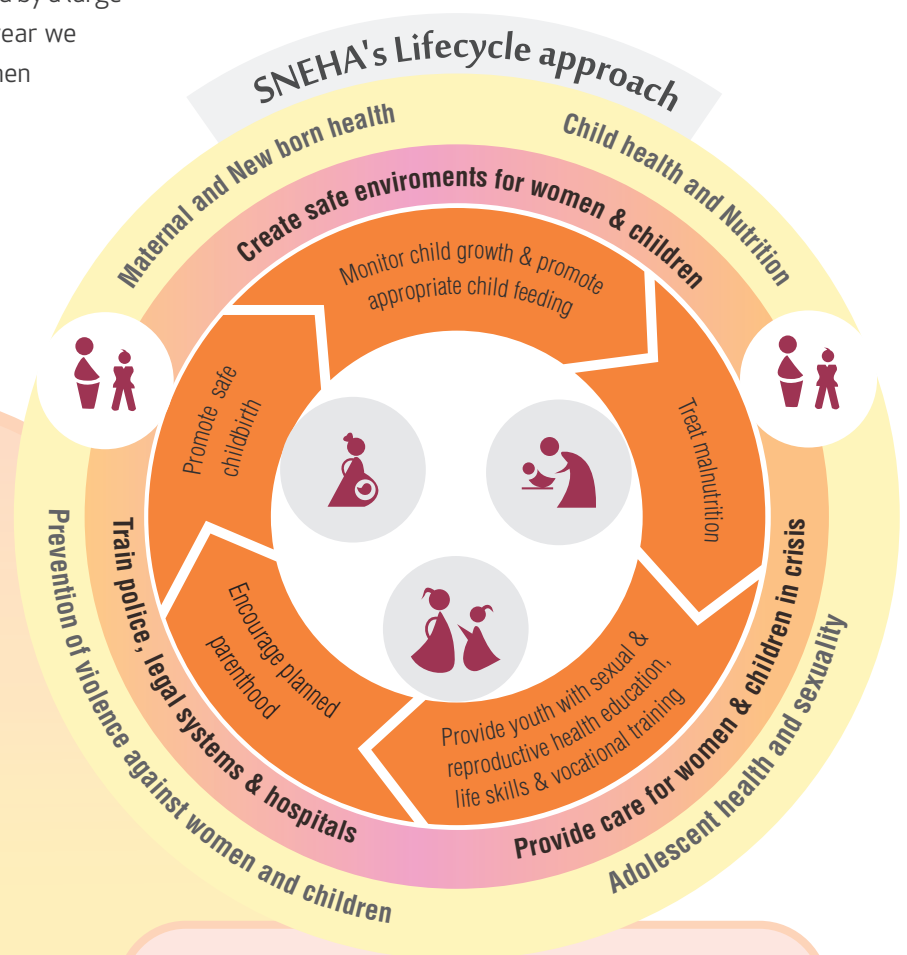 d by a large
ear we
nen
SNEHA's Lifecycle approach
Maternal and New born health
Child health and Nutrition
Create safe enviroments for women & children
Monitor child growth & promote
appropriate child feeding
Promote safe
childbirth
Treat malnutrition
Encourage planned
parenthood
Provide youth with sexual &
reproductive health education,
life skills & vocational training
Train police, legal systems & hospitals
Provide care for women & children in crisis
Prevention of violence against women and children
Adolescent health and sexuality